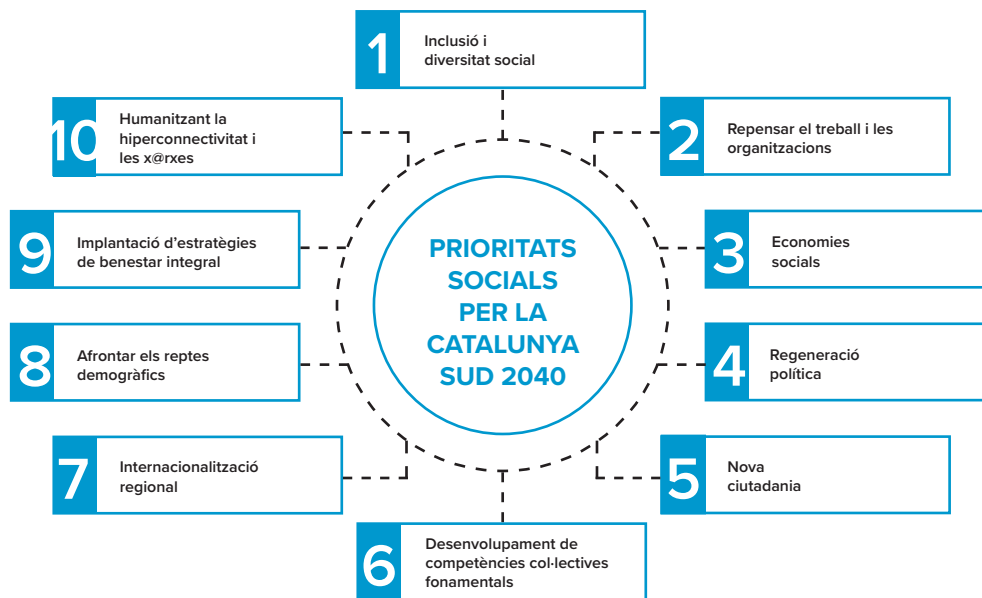 1
Inclusió i
diversitat social
2
Repensar el treball i les
organitzacions
3
Economies
socials
4
Regeneració
política
5
Nova
ciutadania
6
Desenvolupament de
competències col·lectives
fonamentals
7
Internacionalització
regional
8
Afrontar els reptes
demogràfics
9
Implantació d'estratègies
de benestar integral
10
Humanitzant la
hiperconnectivitat i
les x@rxes
PRIORITATS
SOCIALS
PER LA
CATALUNYA
SUD 2040